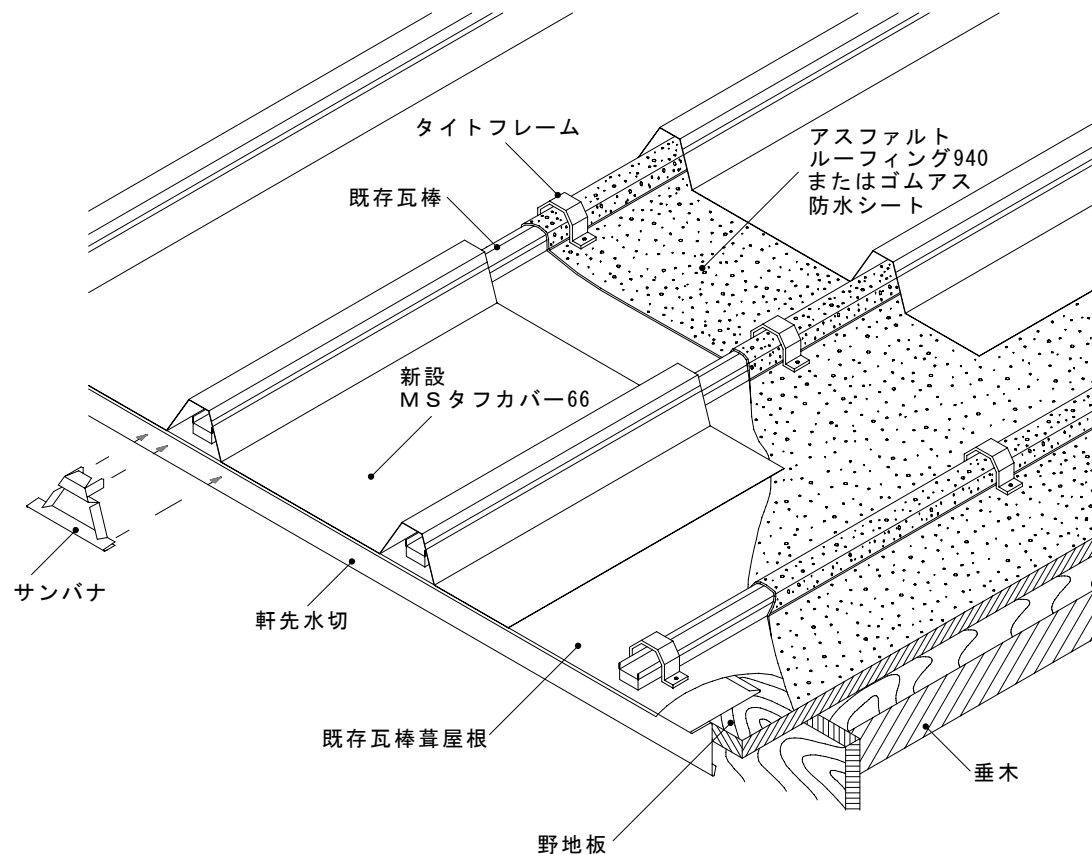 タイトフレーム
アスファルト
ルーフィング940
またはゴムアス
防水シート
既存瓦棒
新設
ＭＳタフカバー66
サンバナ
軒先水切
既存瓦棒葺屋根
垂木
野地板